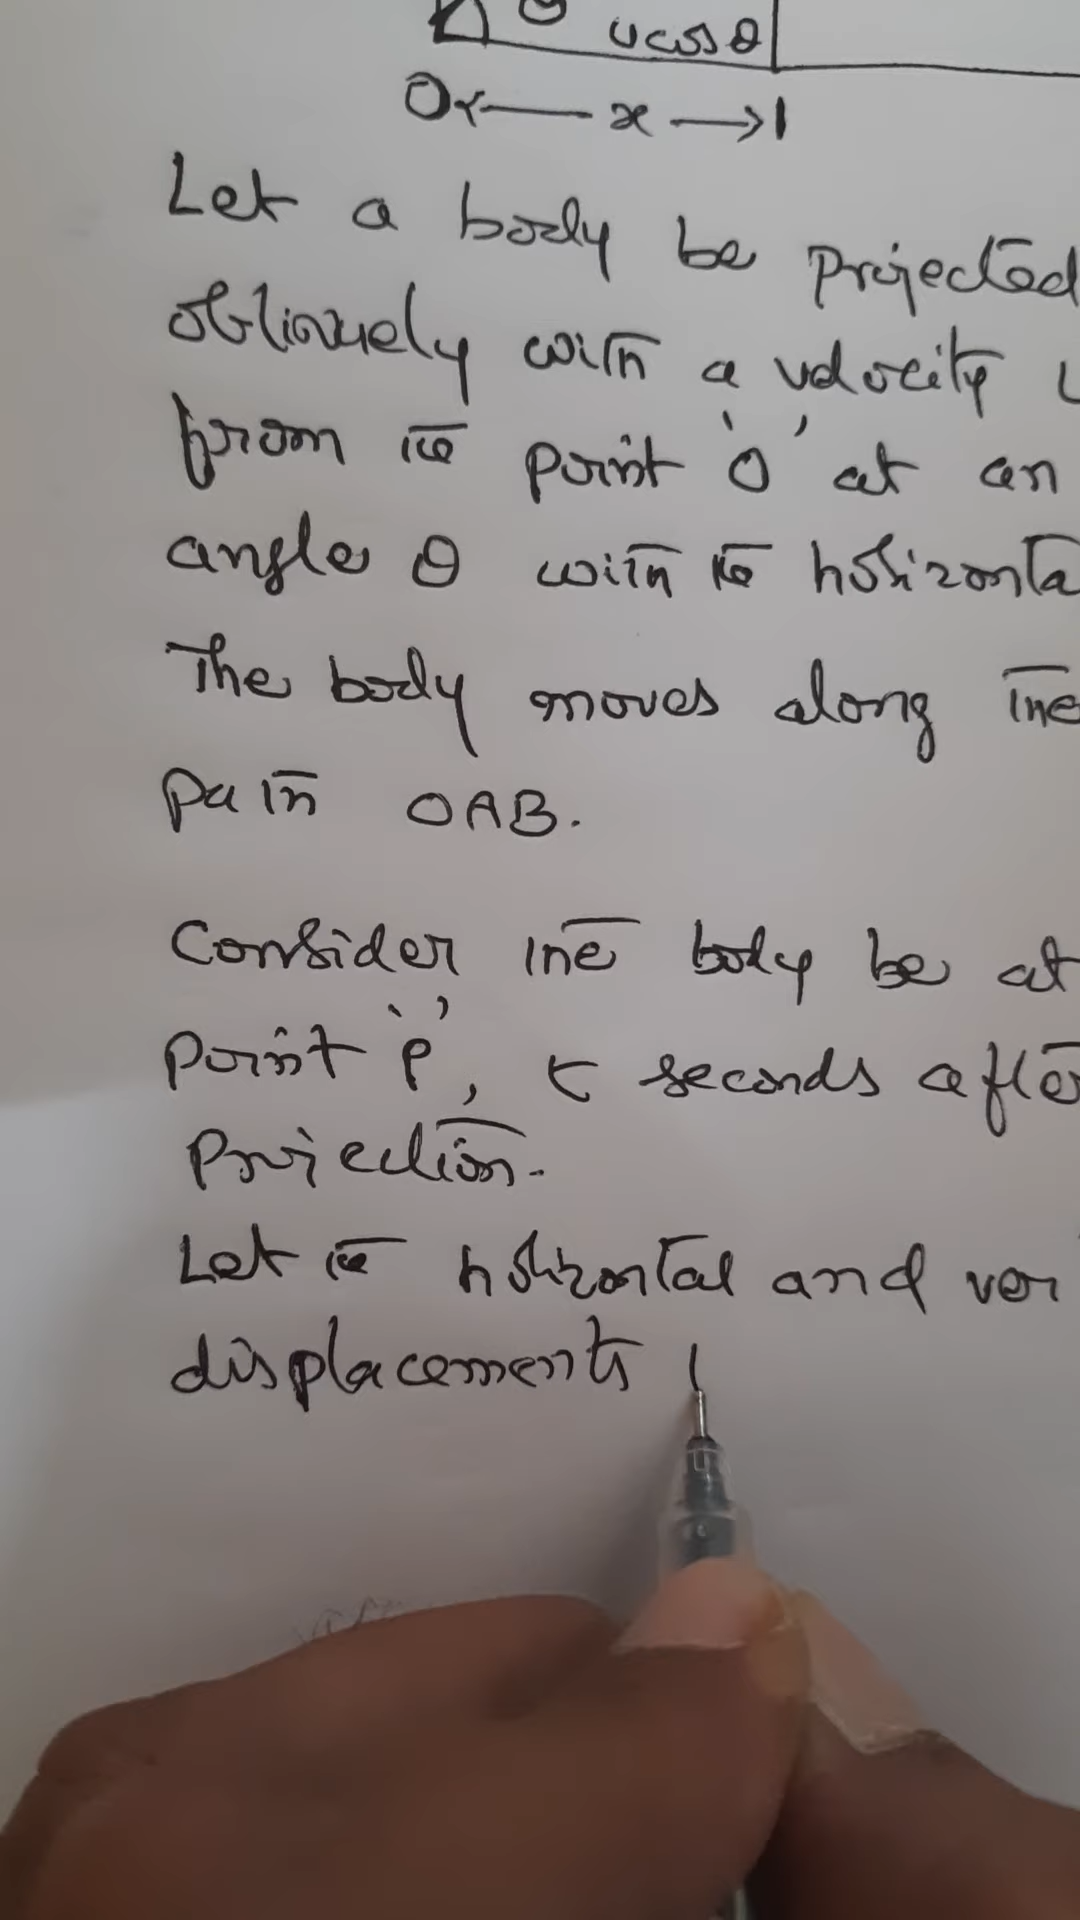 θ u cos θ
O x
Let a body be projected
obliquely with a velocity u
from the point 'O' at an
angle θ with the horizonta
The body moves along the
path OAB.
Consider the body be at
point 'P', t seconds afte
projection.
Let the horizontal and ver
displacements